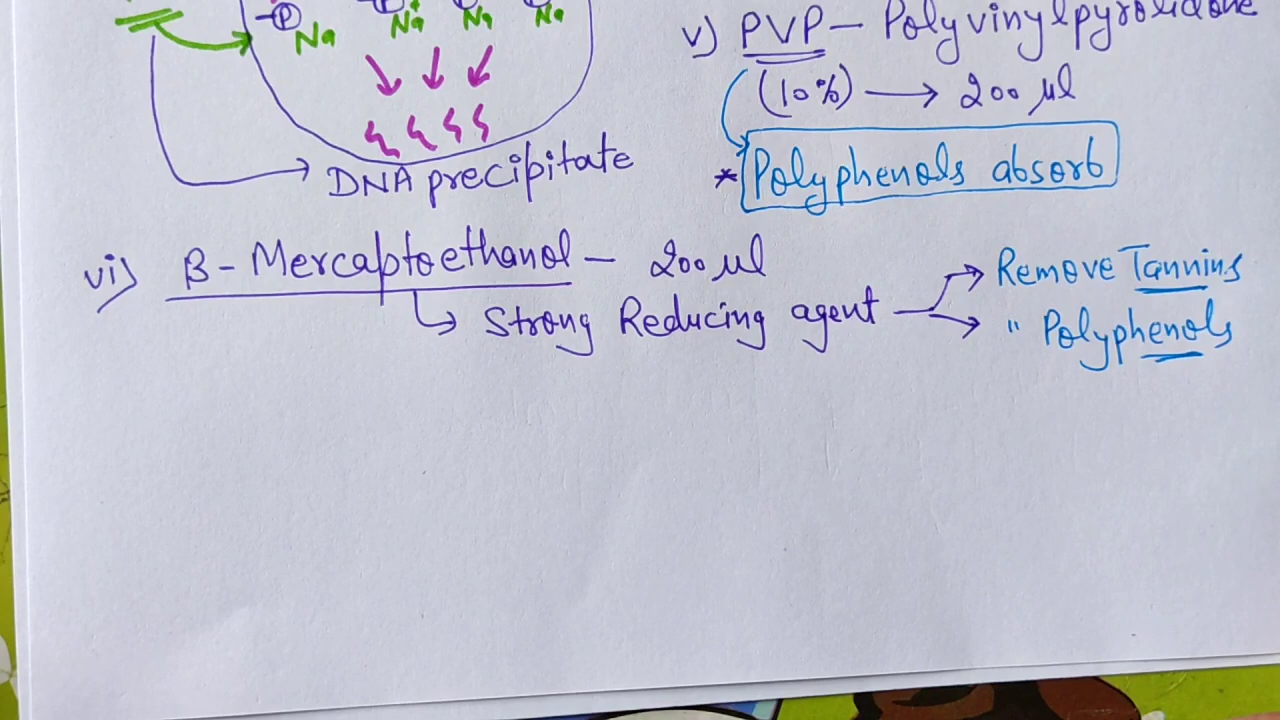 P
Na Na Na Na
v) PVP - Polyvinylpyrolidone
(10%) → 200 μl
DNA precipitate
* Polyphenols absorb
vi) β - Mercaptoethanol - 200 μl
Strong Reducing agent → Remove Tannins
→ " Polyphenols